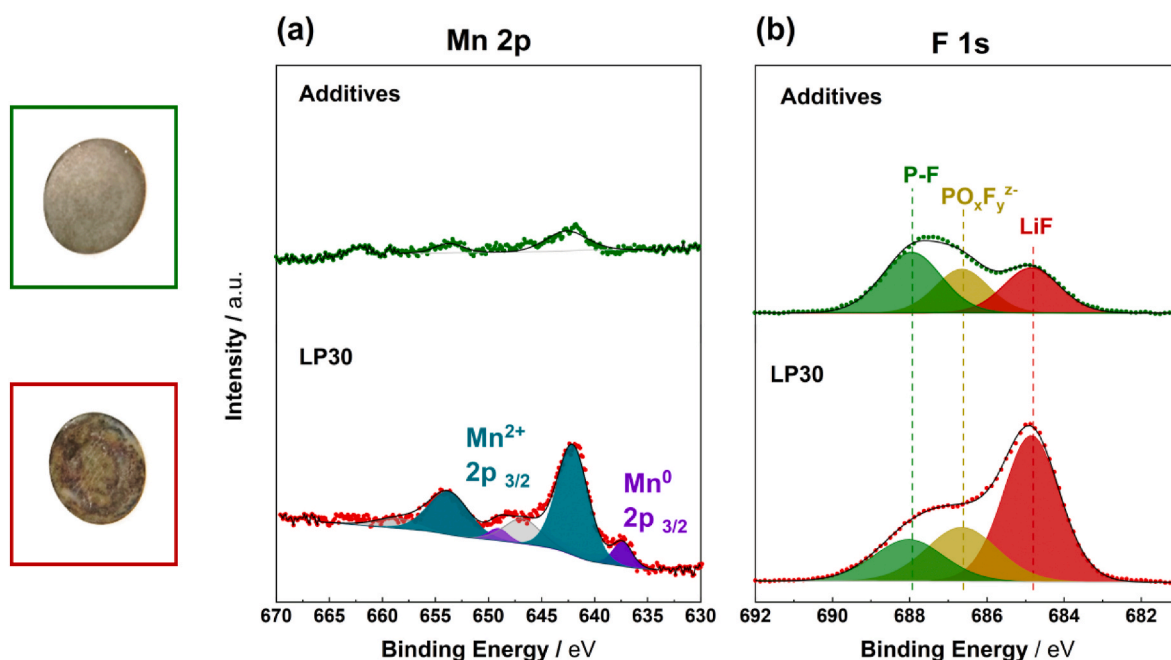 (a)
Mn 2p
Additives
LP30
Mn²⁺
2p ₃/₂
Mn⁰
2p ₃/₂
Intensity / a.u.
670 665 660 655 650 645 640 635 630
Binding Energy / eV
(b)
F 1s
Additives
P-F
POₓFᵧᶻ⁻
LiF
LP30
692 690 688 686 684 682
Binding Energy / eV